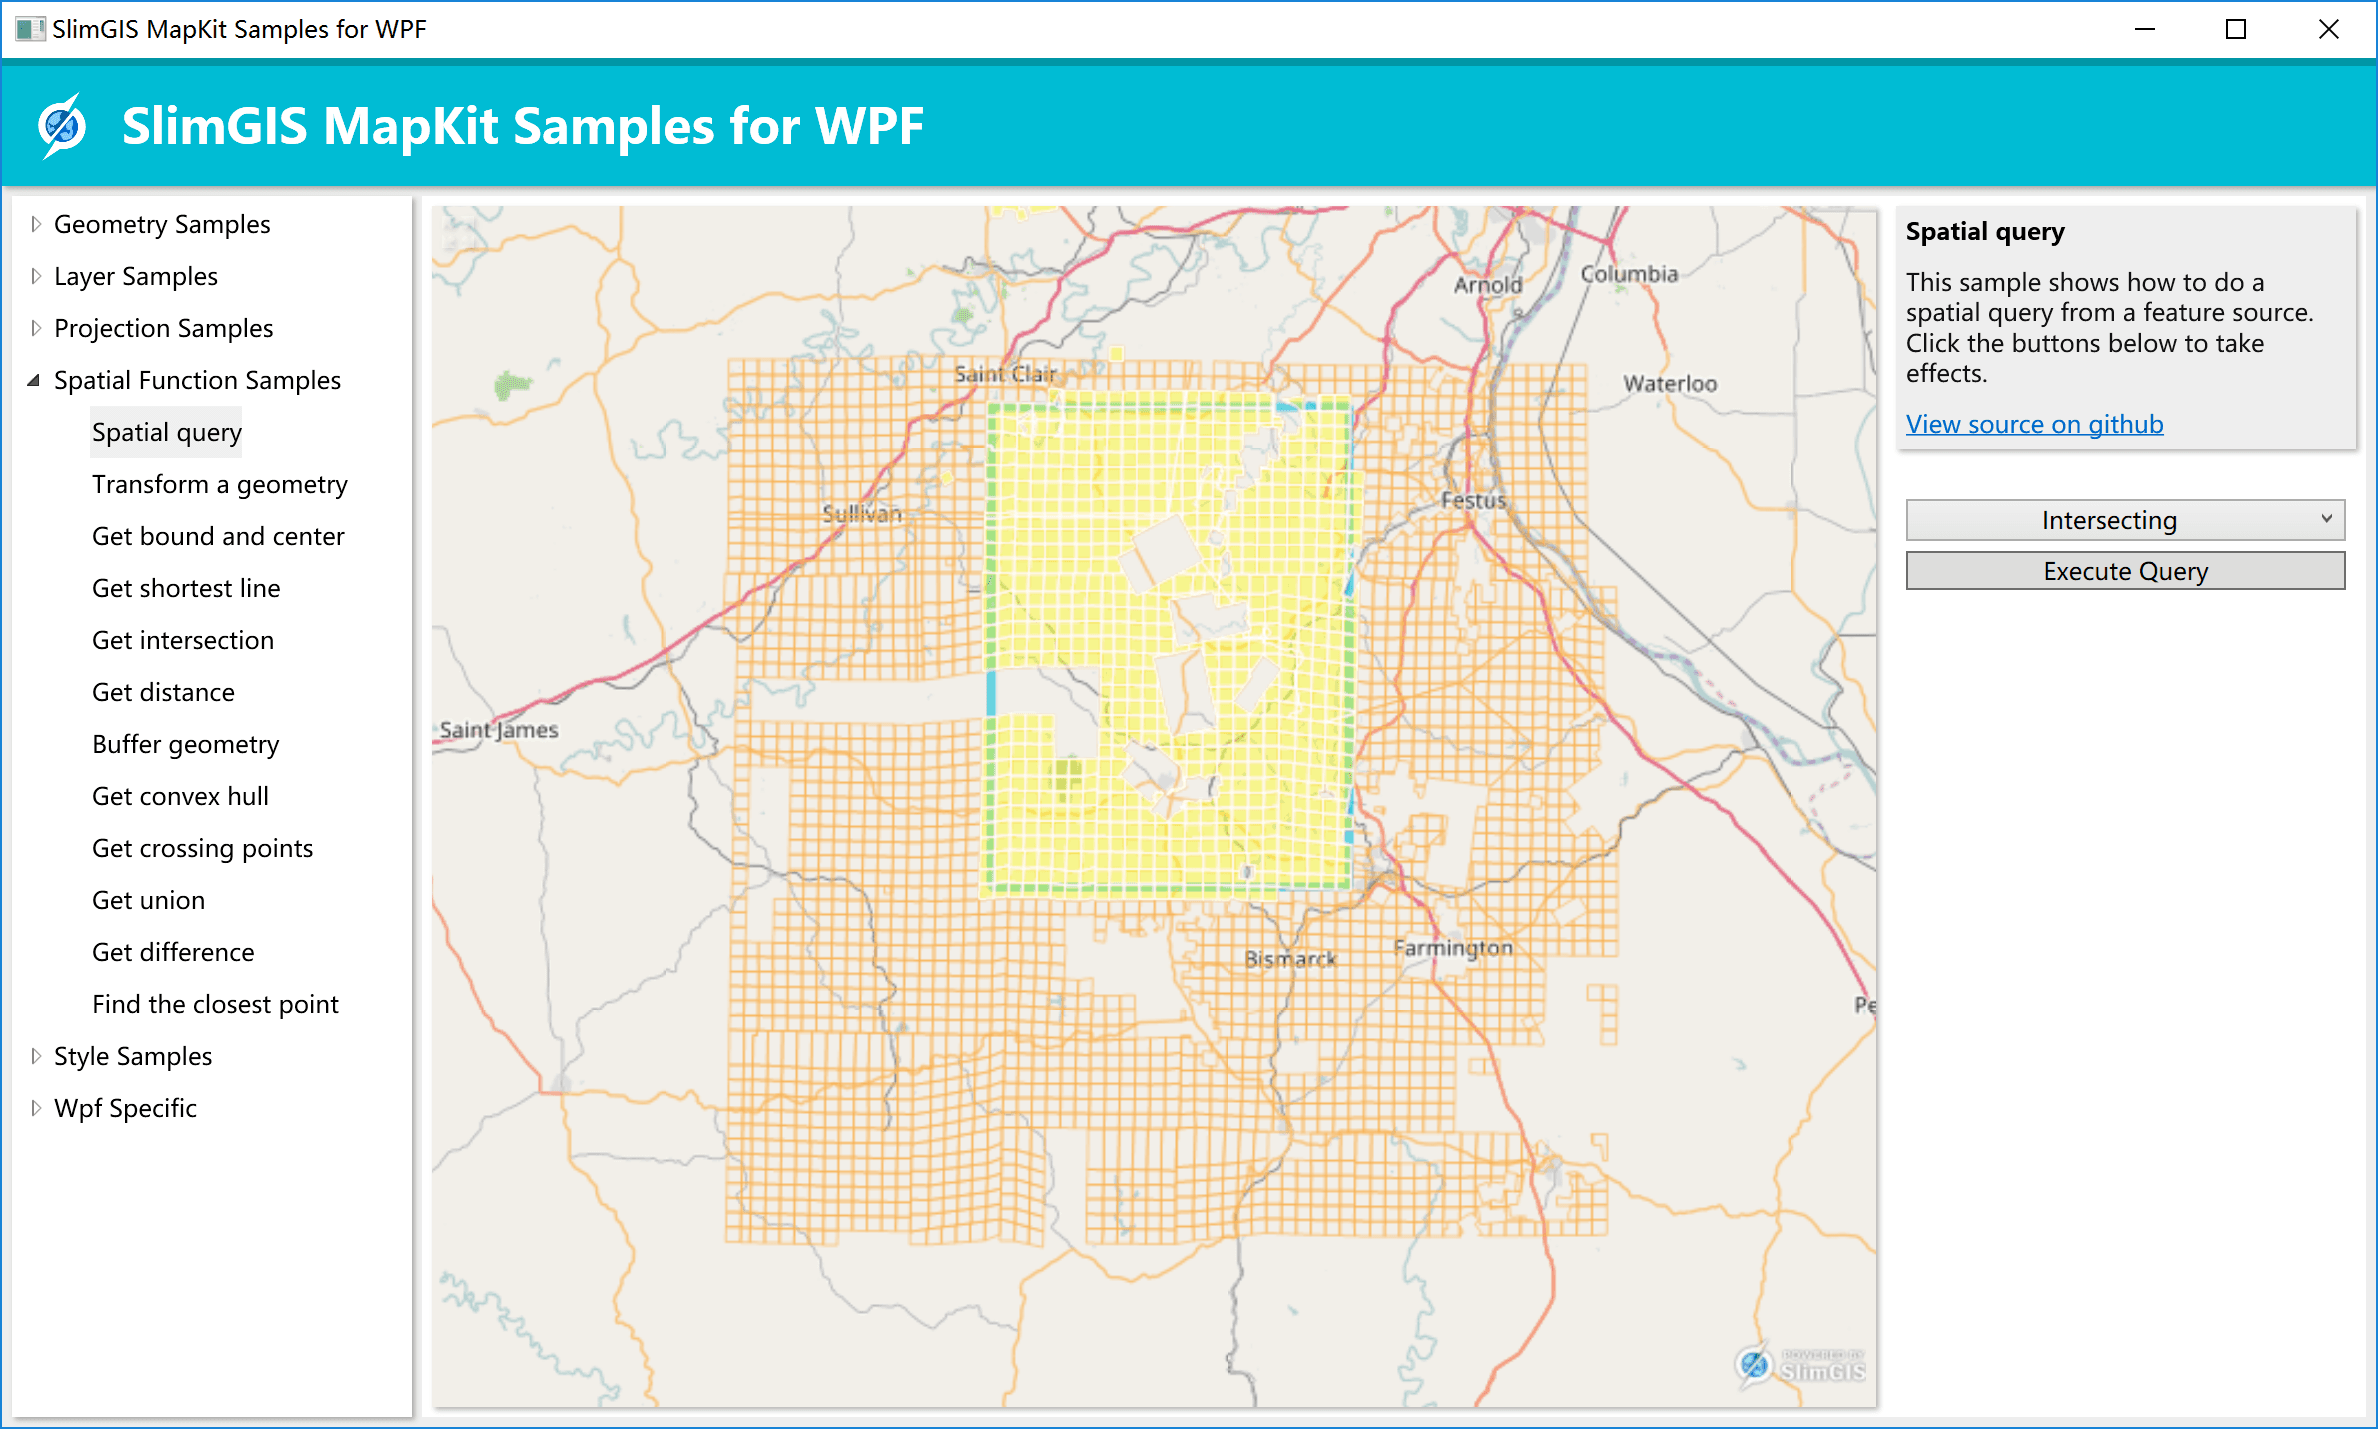 SlimGIS MapKit Samples for WPF
SlimGIS MapKit Samples for WPF
Geometry Samples
Layer Samples
Projection Samples
Spatial Function Samples
Spatial query
Transform a geometry
Get bound and center
Get shortest line
Get intersection
Get distance
Buffer geometry
Get convex hull
Get crossing points
Get union
Get difference
Find the closest point
Style Samples
Wpf Specific
Columbia
Arnold
Saint Clair
Waterloo
Festus
Sullivan
Saint James
Farmington
Bismarck
Pe
POWERED BY
SlimGIS
Spatial query
This sample shows how to do a
spatial query from a feature source.
Click the buttons below to take
effects.
View source on github
Intersecting
Execute Query